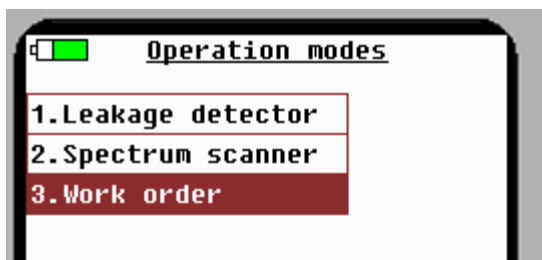 Operation modes
1.Leakage detector
2.Spectrum scanner
3.Work order